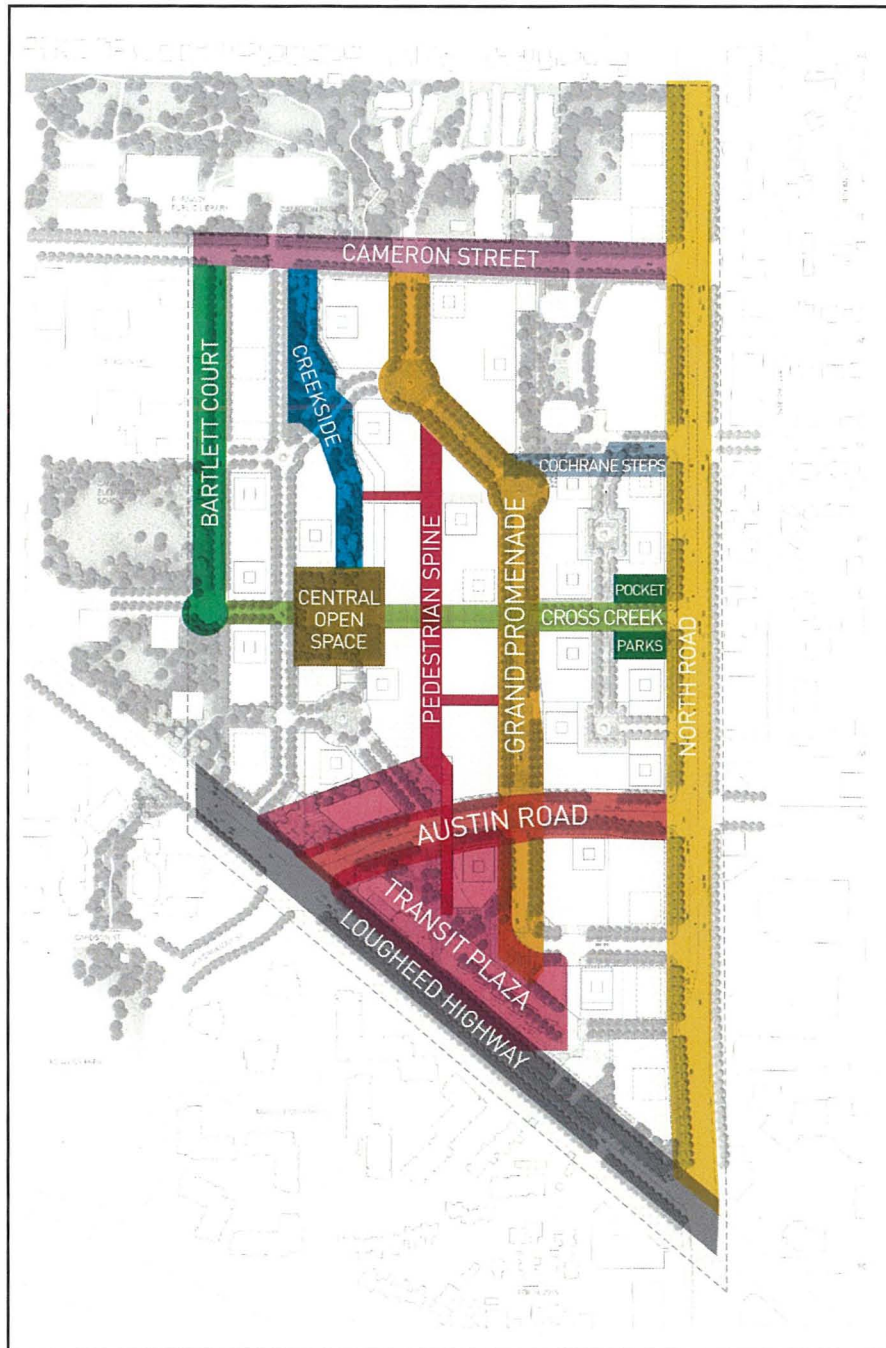 CAMERON STREET
BARTLETT COURT
CREEKSIDE
COCHRANE STEPS
PEDESTRIAN SPINE
GRAND PROMENADE
NORTH ROAD
CENTRAL
OPEN
SPACE
POCKET
CROSS CREEK
PARKS
AUSTIN ROAD
TRANSIT PLAZA
LOUGHEED HIGHWAY